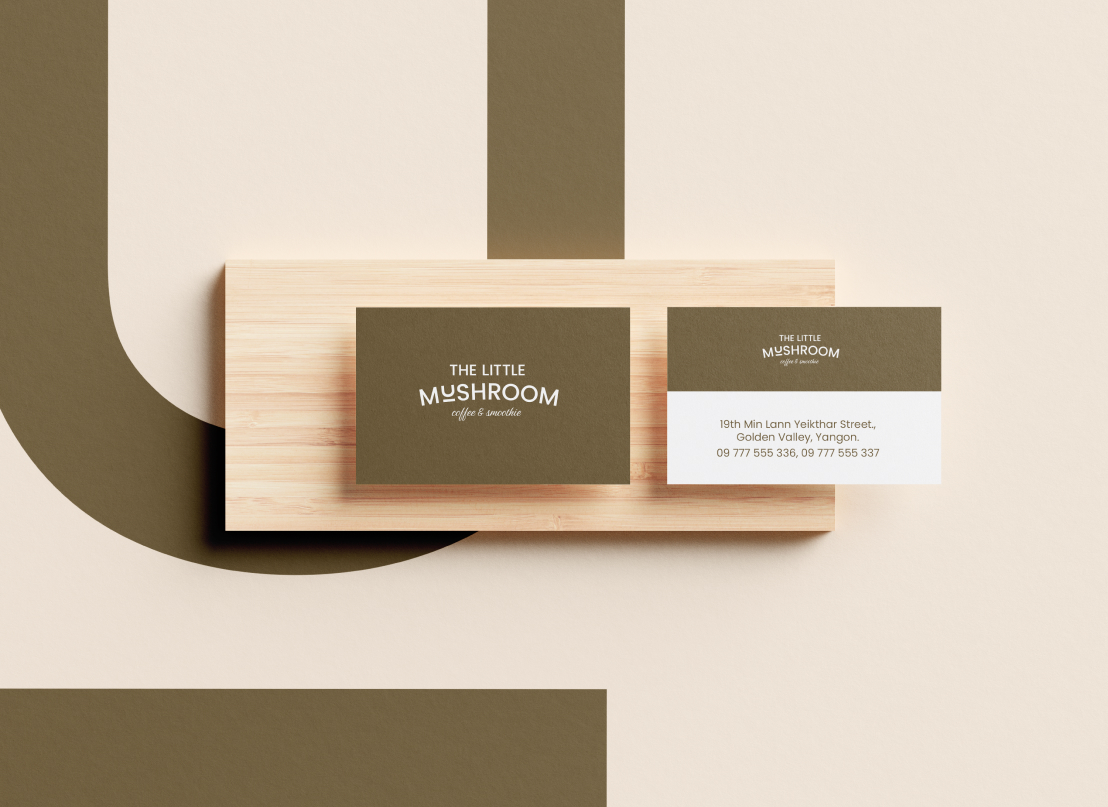 THE LITTLE
MuSHROOM
coffee & smoothie
THE LITTLE
MuSHROOM
coffee & smoothie
19th Min Lann Yeikthar Street.,
Golden Valley, Yangon.
09 777 555 336, 09 777 555 337